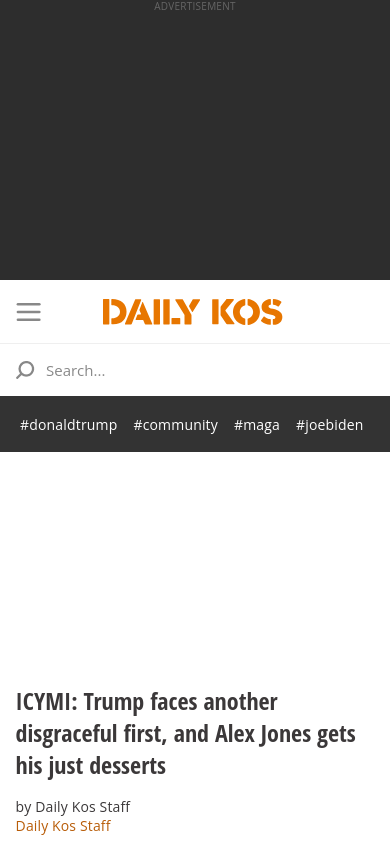 ADVERTISEMENT
DAILY KOS
Search...
#donaldtrump #community #maga #joebiden
ICYMI: Trump faces another
disgraceful first, and Alex Jones gets
his just desserts
by Daily Kos Staff
Daily Kos Staff